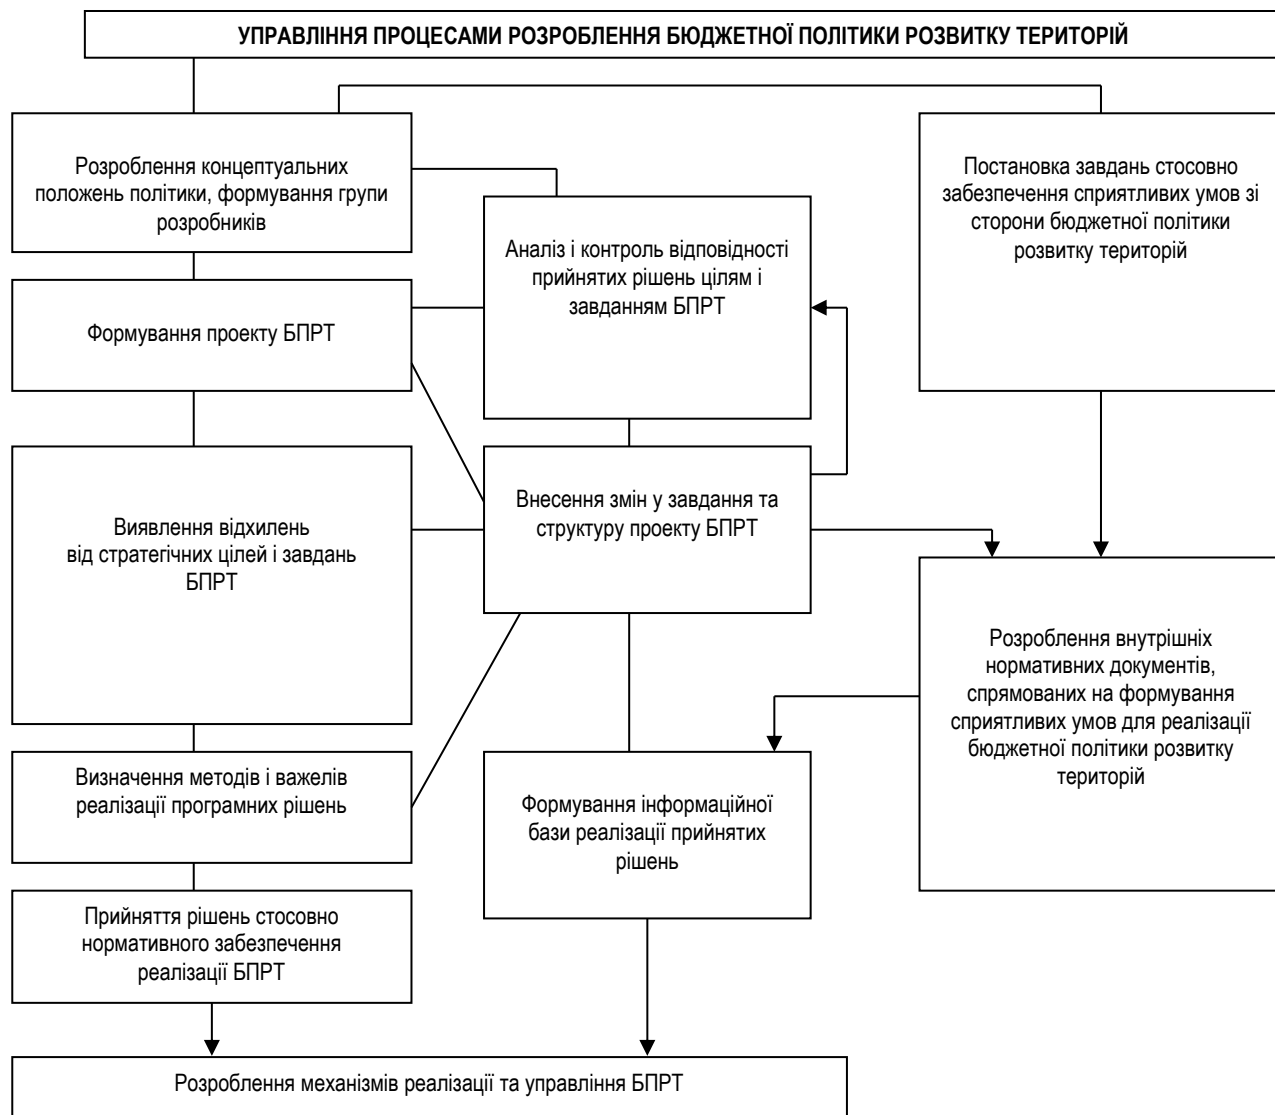 УПРАВЛІННЯ ПРОЦЕСАМИ РОЗРОБЛЕННЯ БЮДЖЕТНОЇ ПОЛІТИКИ РОЗВИТКУ ТЕРИТОРІЙ
Розроблення концептуальних
положень політики, формування групи
розробників
Постановка завдань стосовно
забезпечення сприятливих умов зі
сторони бюджетної політики
розвитку територій
Аналіз і контроль відповідності
прийнятих рішень цілям і
завданням БПРТ
Формування проекту БПРТ
Виявлення відхилень
від стратегічних цілей і завдань
БПРТ
Внесення змін у завдання та
структуру проекту БПРТ
Розроблення внутрішніх
нормативних документів,
спрямованих на формування
сприятливих умов для реалізації
бюджетної політики розвитку
територій
Визначення методів і важелів
реалізації програмних рішень
Формування інформаційної
бази реалізації прийнятих
рішень
Прийняття рішень стосовно
нормативного забезпечення
реалізації БПРТ
Розроблення механізмів реалізації та управління БПРТ